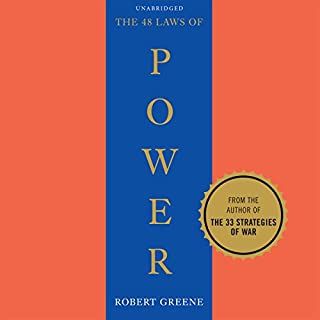 UNABRIDGED
THE 48 LAWS OF
P
O
W
E
R
ROBERT GREENE
FROM THE
AUTHOR OF
THE 33 STRATEGIES
OF WAR